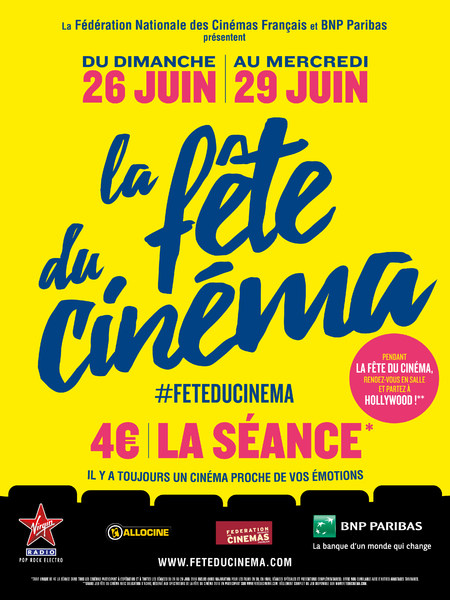 La Fédération Nationale des Cinémas Français et BNP Paribas
présentent
DU DIMANCHE
26 JUIN
AU MERCREDI
29 JUIN
la fête
du
cinéma
PENDANT
LA FÊTE DU CINÉMA,
RENDEZ-VOUS EN SALLE
ET PARTEZ À
HOLLYWOOD !**
#FETEDUCINEMA
4€ LA SÉANCE*
IL Y A TOUJOURS UN CINÉMA PROCHE DE VOS ÉMOTIONS
Virgin
RADIO
POP ROCK ELECTRO
ALLOCINE
FEDERATION
CINEMAS
BNP PARIBAS
La banque d'un monde qui change
WWW.FETEDUCINEMA.COM